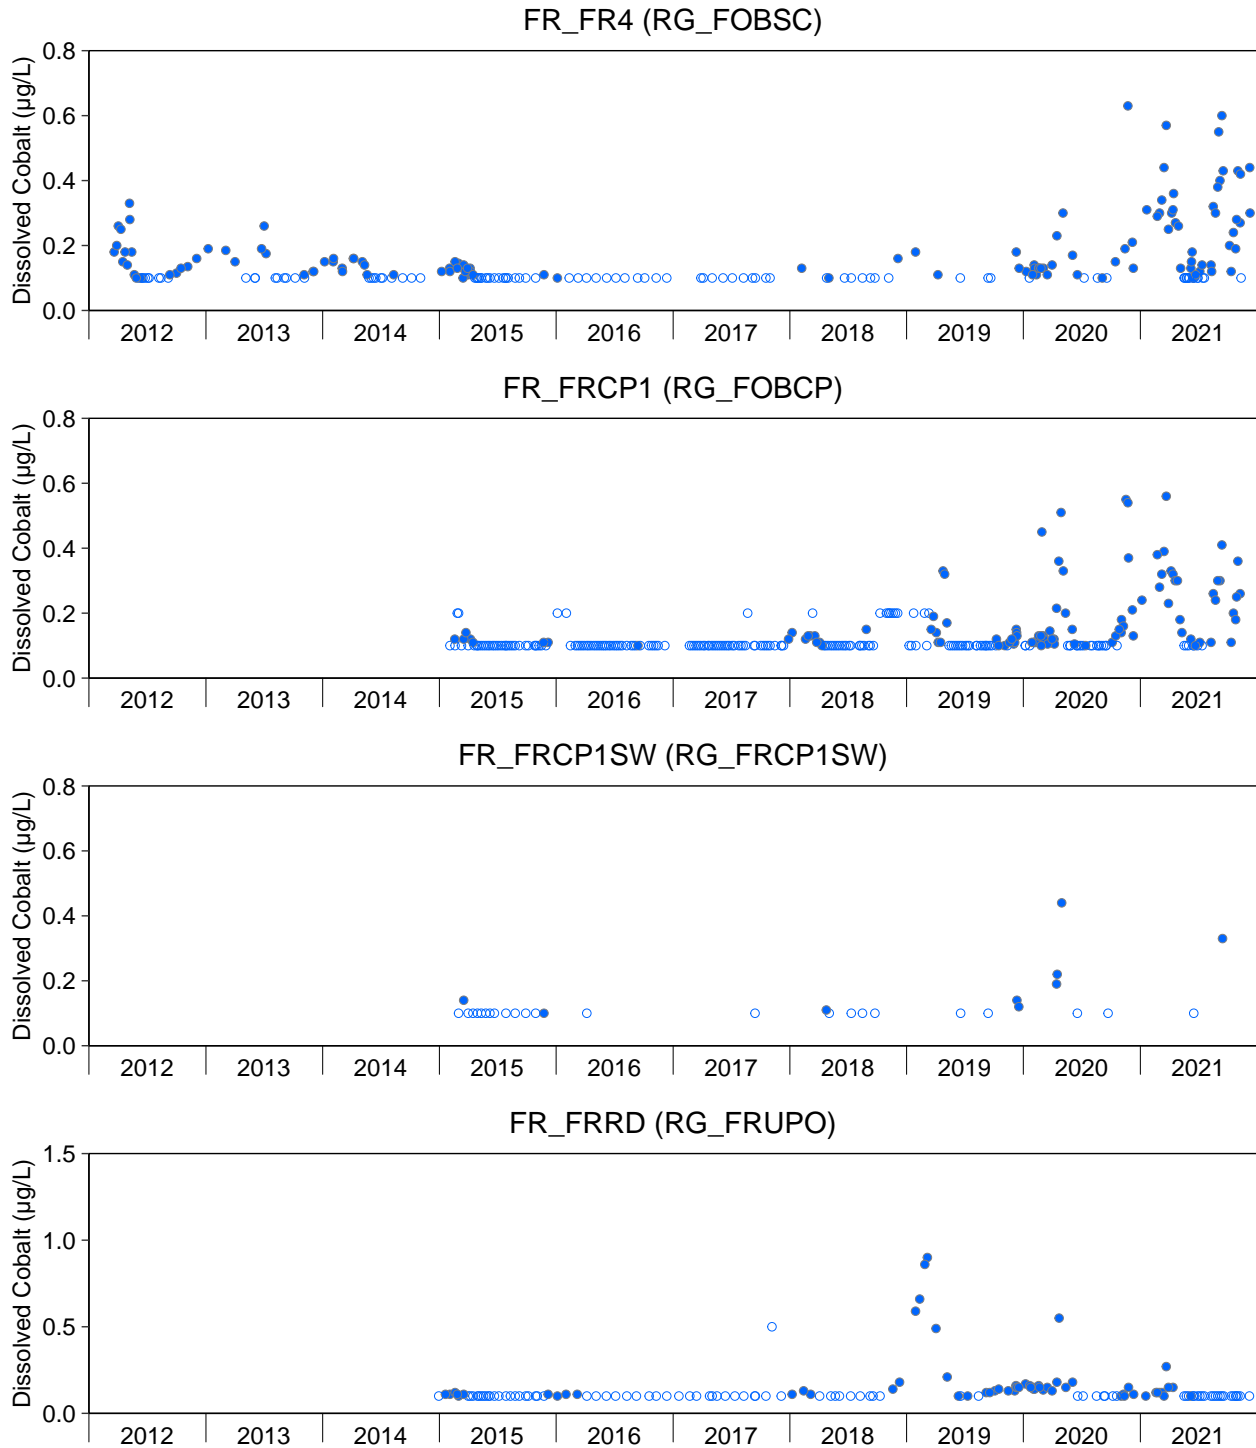 FR_FR4 (RG_FOBSC)
Dissolved Cobalt (µg/L)
0.8
0.6
0.4
0.2
0.0
2012 2013 2014 2015 2016 2017 2018 2019 2020 2021
FR_FRCP1 (RG_FOBCP)
Dissolved Cobalt (µg/L)
0.8
0.6
0.4
0.2
0.0
2012 2013 2014 2015 2016 2017 2018 2019 2020 2021
FR_FRCP1SW (RG_FRCP1SW)
Dissolved Cobalt (µg/L)
0.8
0.6
0.4
0.2
0.0
2012 2013 2014 2015 2016 2017 2018 2019 2020 2021
FR_FRRD (RG_FRUPO)
Dissolved Cobalt (µg/L)
1.5
1.0
0.5
0.0
2012 2013 2014 2015 2016 2017 2018 2019 2020 2021